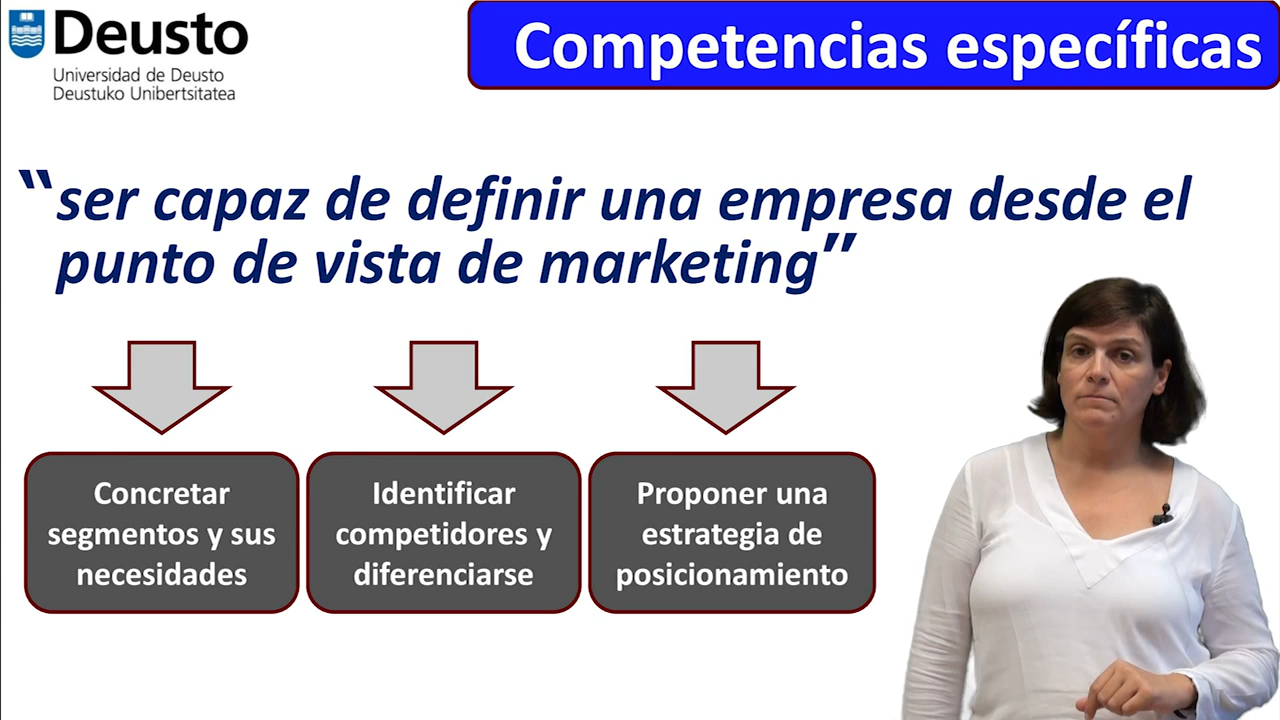 Deusto
Universidad de Deusto
Deustuko Unibertsitatea
Competencias específicas
“ser capaz de definir una empresa desde el
punto de vista de marketing”
Concretar
segmentos y sus
necesidades
Identificar
competidores y
diferenciarse
Proponer una
estrategia de
posicionamiento